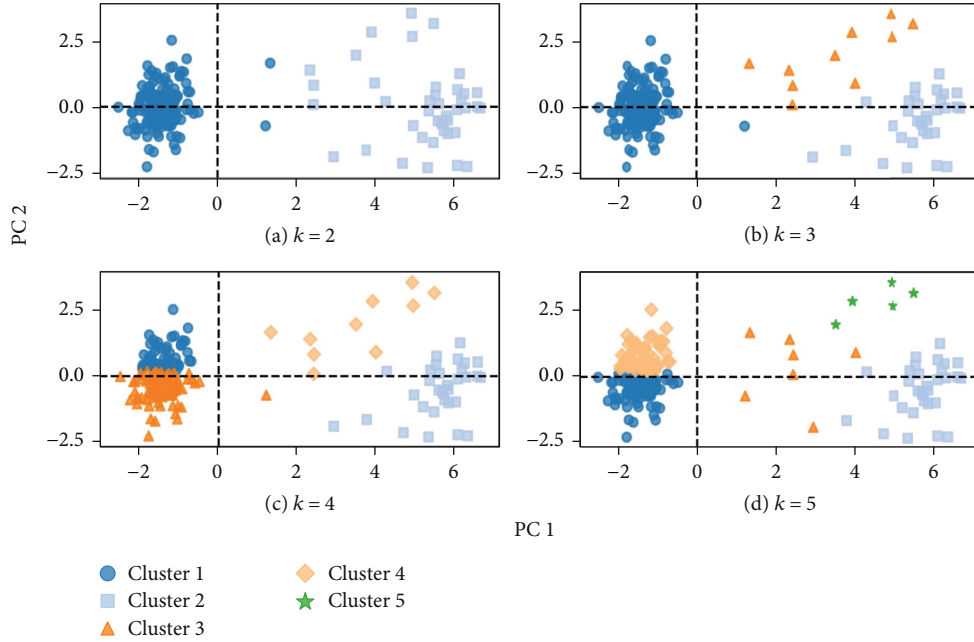 2.5
0.0
−2.5
−2 0 2 4 6
(a) k = 2
2.5
0.0
−2.5
−2 0 2 4 6
(b) k = 3
PC 2
2.5
0.0
−2.5
−2 0 2 4 6
(c) k = 4
2.5
0.0
−2.5
−2 0 2 4 6
(d) k = 5
PC 1
Cluster 1
Cluster 2
Cluster 3
Cluster 4
Cluster 5